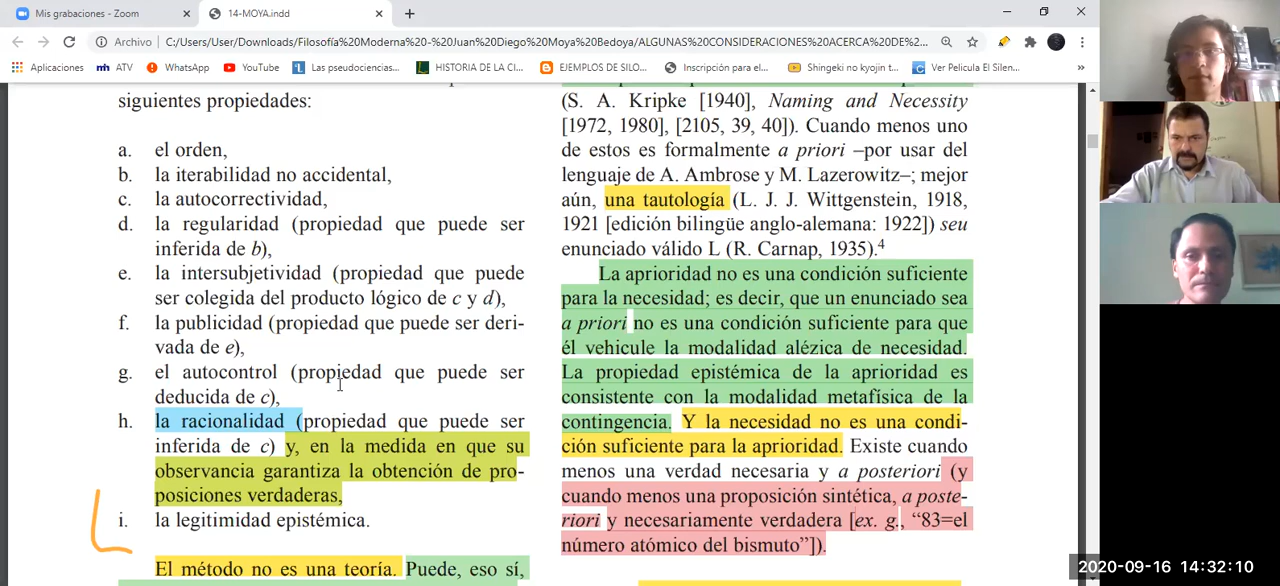 Mis grabaciones - Zoom
14-MOYA.indd
Archivo
C:/Users/User/Downloads/Filosofía%20Moderna%20-%20Juan%20Diego%20Moya%20Bedoya/ALGUNAS%20CONSIDERACIONES%20ACERCA%20DE%...
Aplicaciones
ATV
WhatsApp
YouTube
Las pseudociencias...
HISTORIA DE LA CI...
EJEMPLOS DE SILO...
Inscripción para el...
Shingeki no kyojin t...
Ver Pelicula El Silen...
siguientes propiedades:
a. el orden,
b. la iterabilidad no accidental,
c. la autocorrectividad,
d. la regularidad (propiedad que puede ser
inferida de b),
e. la intersubjetividad (propiedad que puede
ser colegida del producto lógico de c y d),
f. la publicidad (propiedad que puede ser deri-
vada de e),
g. el autocontrol (propiedad que puede ser
deducida de c),
h. la racionalidad (propiedad que puede ser
inferida de c) y, en la medida en que su
observancia garantiza la obtención de pro-
posiciones verdaderas,
i. la legitimidad epistémica.
El método no es una teoría. Puede, eso sí,
(S. A. Kripke [1940], Naming and Necessity
[1972, 1980], [2105, 39, 40]). Cuando menos uno
de estos es formalmente a priori –por usar del
lenguaje de A. Ambrose y M. Lazerowitz–; mejor
aún, una tautología (L. J. J. Wittgenstein, 1918,
1921 [edición bilingüe anglo-alemana: 1922]) seu
enunciado válido L (R. Carnap, 1935).4
La aprioridad no es una condición suficiente
para la necesidad; es decir, que un enunciado sea
a priori no es una condición suficiente para que
él vehicule la modalidad alézica de necesidad.
La propiedad epistémica de la aprioridad es
consistente con la modalidad metafísica de la
contingencia. Y la necesidad no es una condi-
ción suficiente para la aprioridad. Existe cuando
menos una verdad necesaria y a posteriori (y
cuando menos una proposición sintética, a poste-
riori y necesariamente verdadera [ex. g., “83=el
número atómico del bismuto”]).
2020-09-16 14:32:10